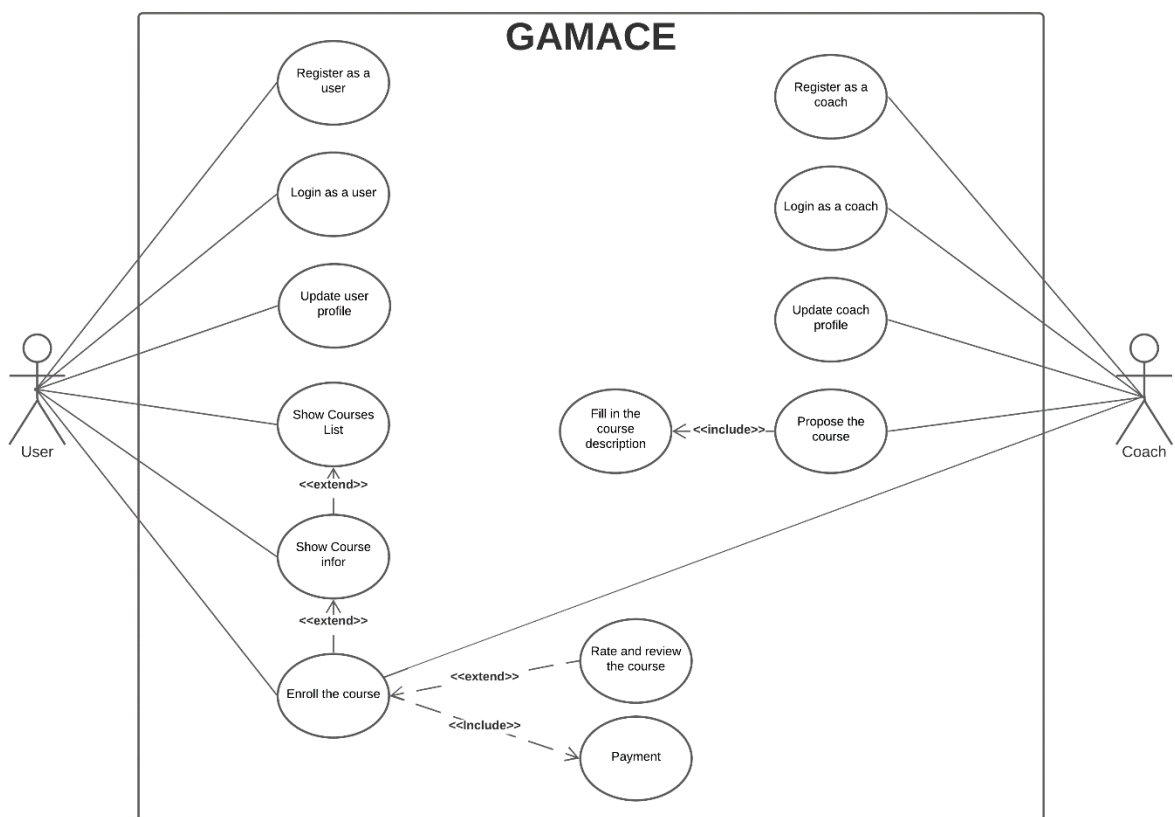 GAMACE
Register as a
user
Register as a
coach
Login as a user
Login as a coach
Update user
profile
Update coach
profile
User
Coach
Show Courses
List
Fill in the
course
description
<<include>>
Propose the
course
<<extend>>
Show Course
infor
<<extend>>
Enroll the course
<<extend>>
Rate and review
the course
<<include>>
Payment